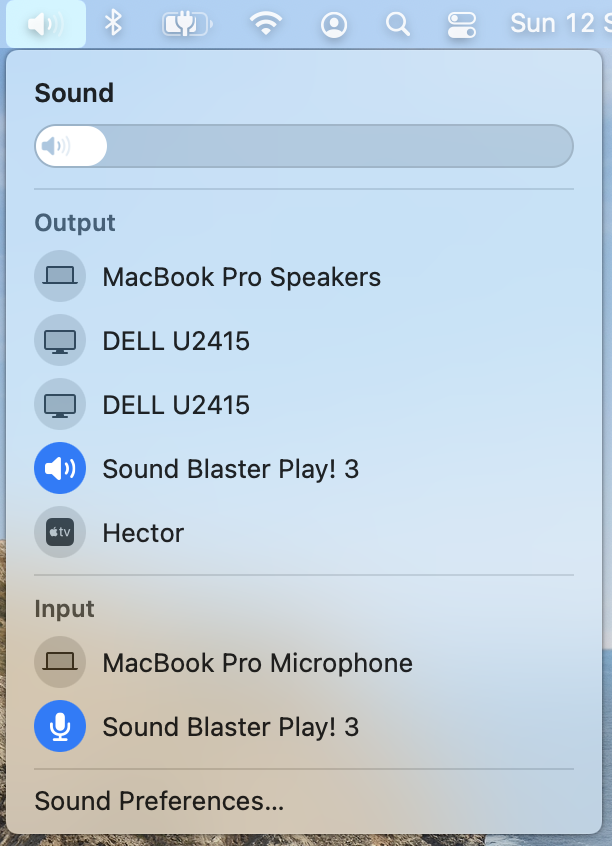 Sun 12 S
Sound
Output
MacBook Pro Speakers
DELL U2415
DELL U2415
Sound Blaster Play! 3
tv
Hector
Input
MacBook Pro Microphone
Sound Blaster Play! 3
Sound Preferences...